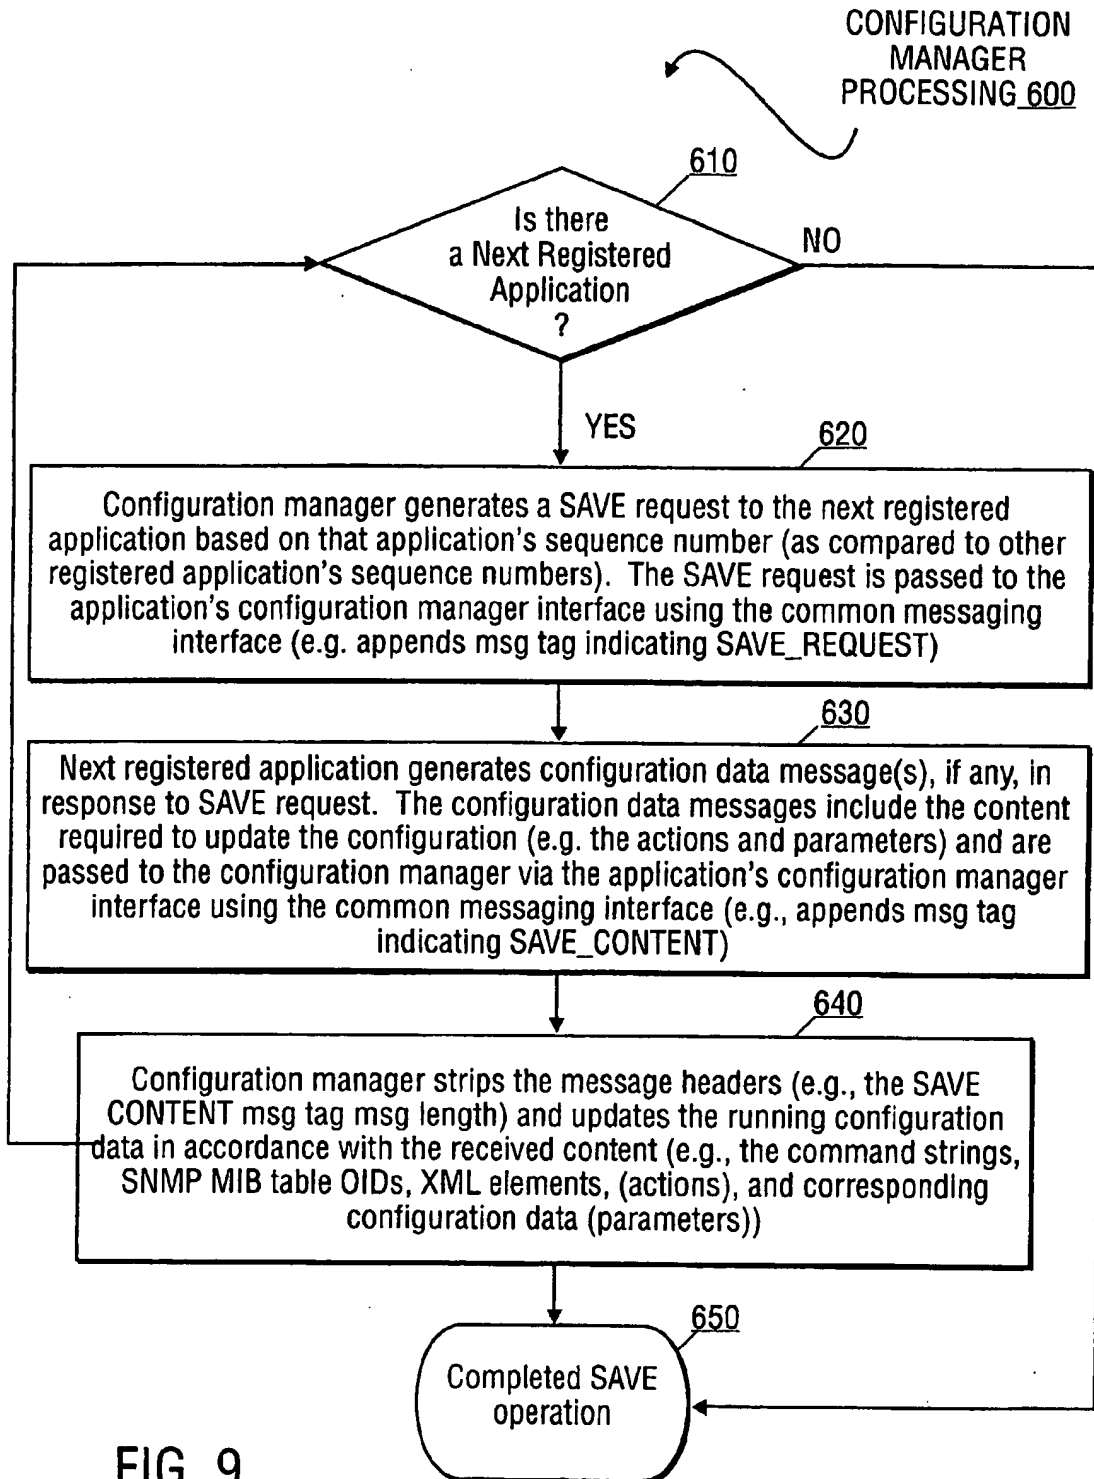 CONFIGURATION
MANAGER
PROCESSING 600
610
Is there
a Next Registered
Application
?
NO
YES
620
Configuration manager generates a SAVE request to the next registered
application based on that application's sequence number (as compared to other
registered application's sequence numbers). The SAVE request is passed to the
application's configuration manager interface using the common messaging
interface (e.g. appends msg tag indicating SAVE_REQUEST)
630
Next registered application generates configuration data message(s), if any, in
response to SAVE request. The configuration data messages include the content
required to update the configuration (e.g. the actions and parameters) and are
passed to the configuration manager via the application's configuration manager
interface using the common messaging interface (e.g., appends msg tag
indicating SAVE_CONTENT)
640
Configuration manager strips the message headers (e.g., the SAVE
CONTENT msg tag msg length) and updates the running configuration
data in accordance with the received content (e.g., the command strings,
SNMP MIB table OIDs, XML elements, (actions), and corresponding
configuration data (parameters))
650
Completed SAVE
operation
FIG. 9